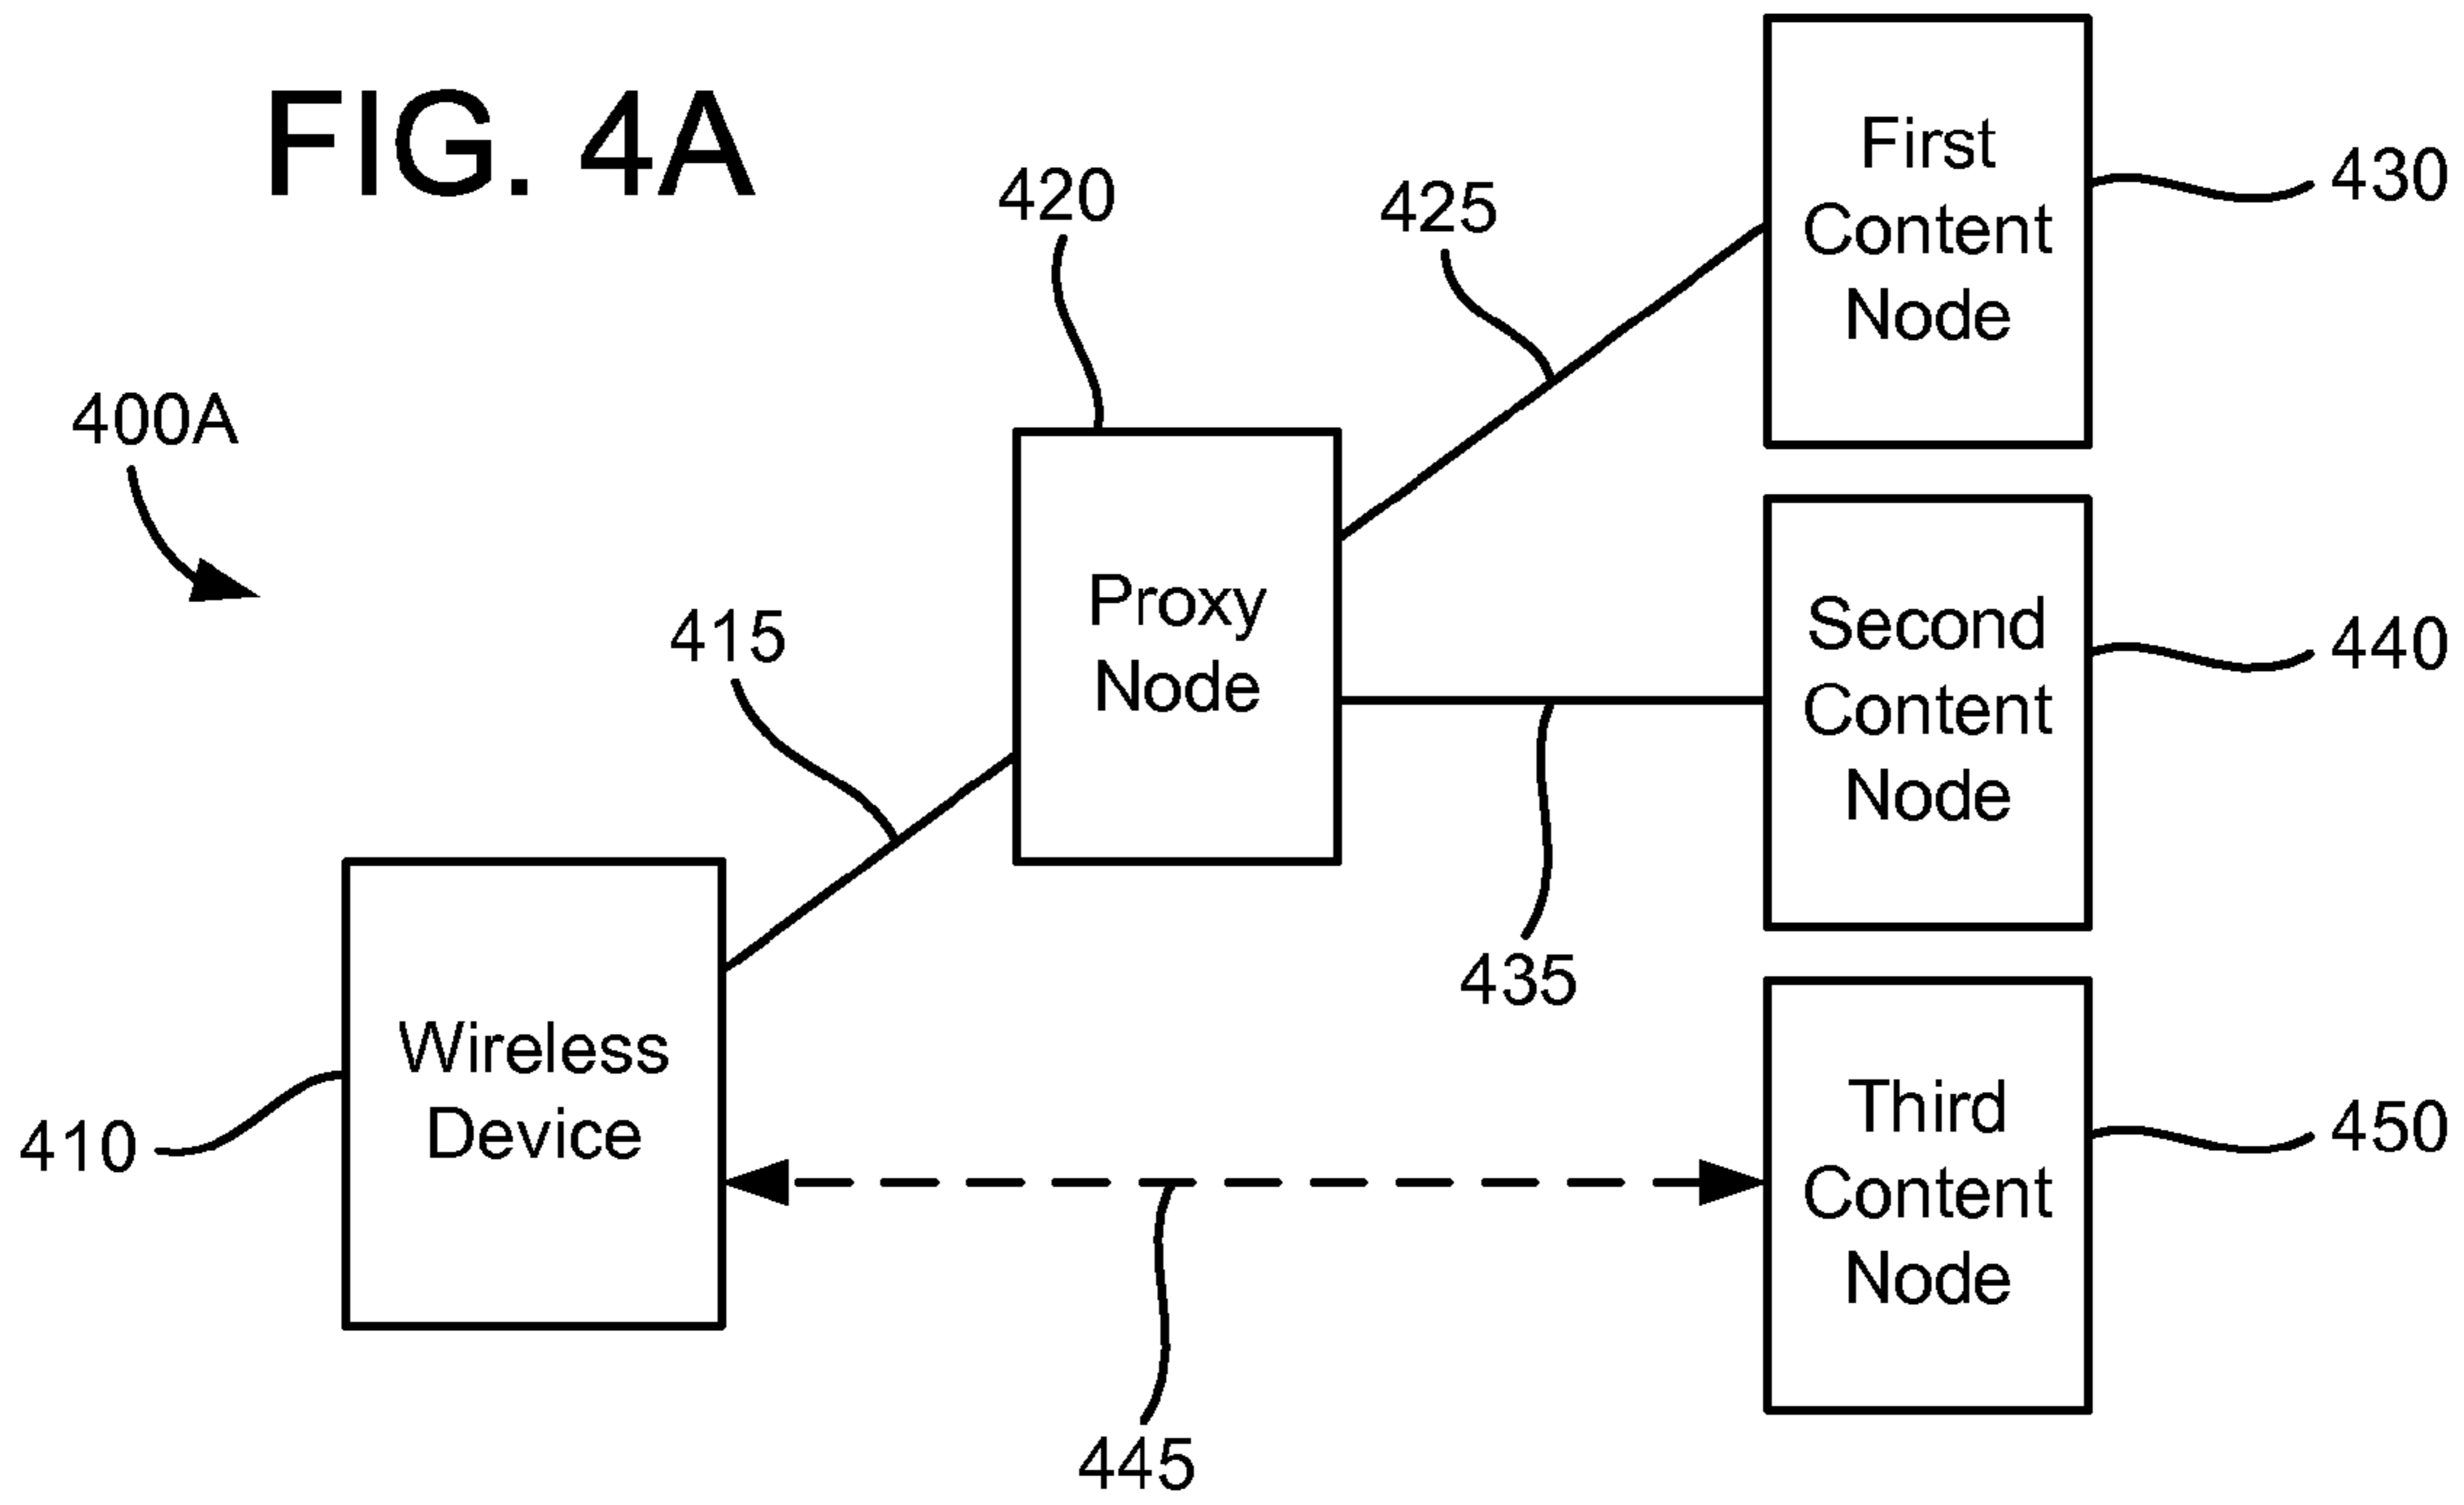 FIG. 4A
400A
420
425
First
Content
Node
430
415
Proxy
Node
Second
Content
Node
440
435
410
Wireless
Device
Third
Content
Node
450
445